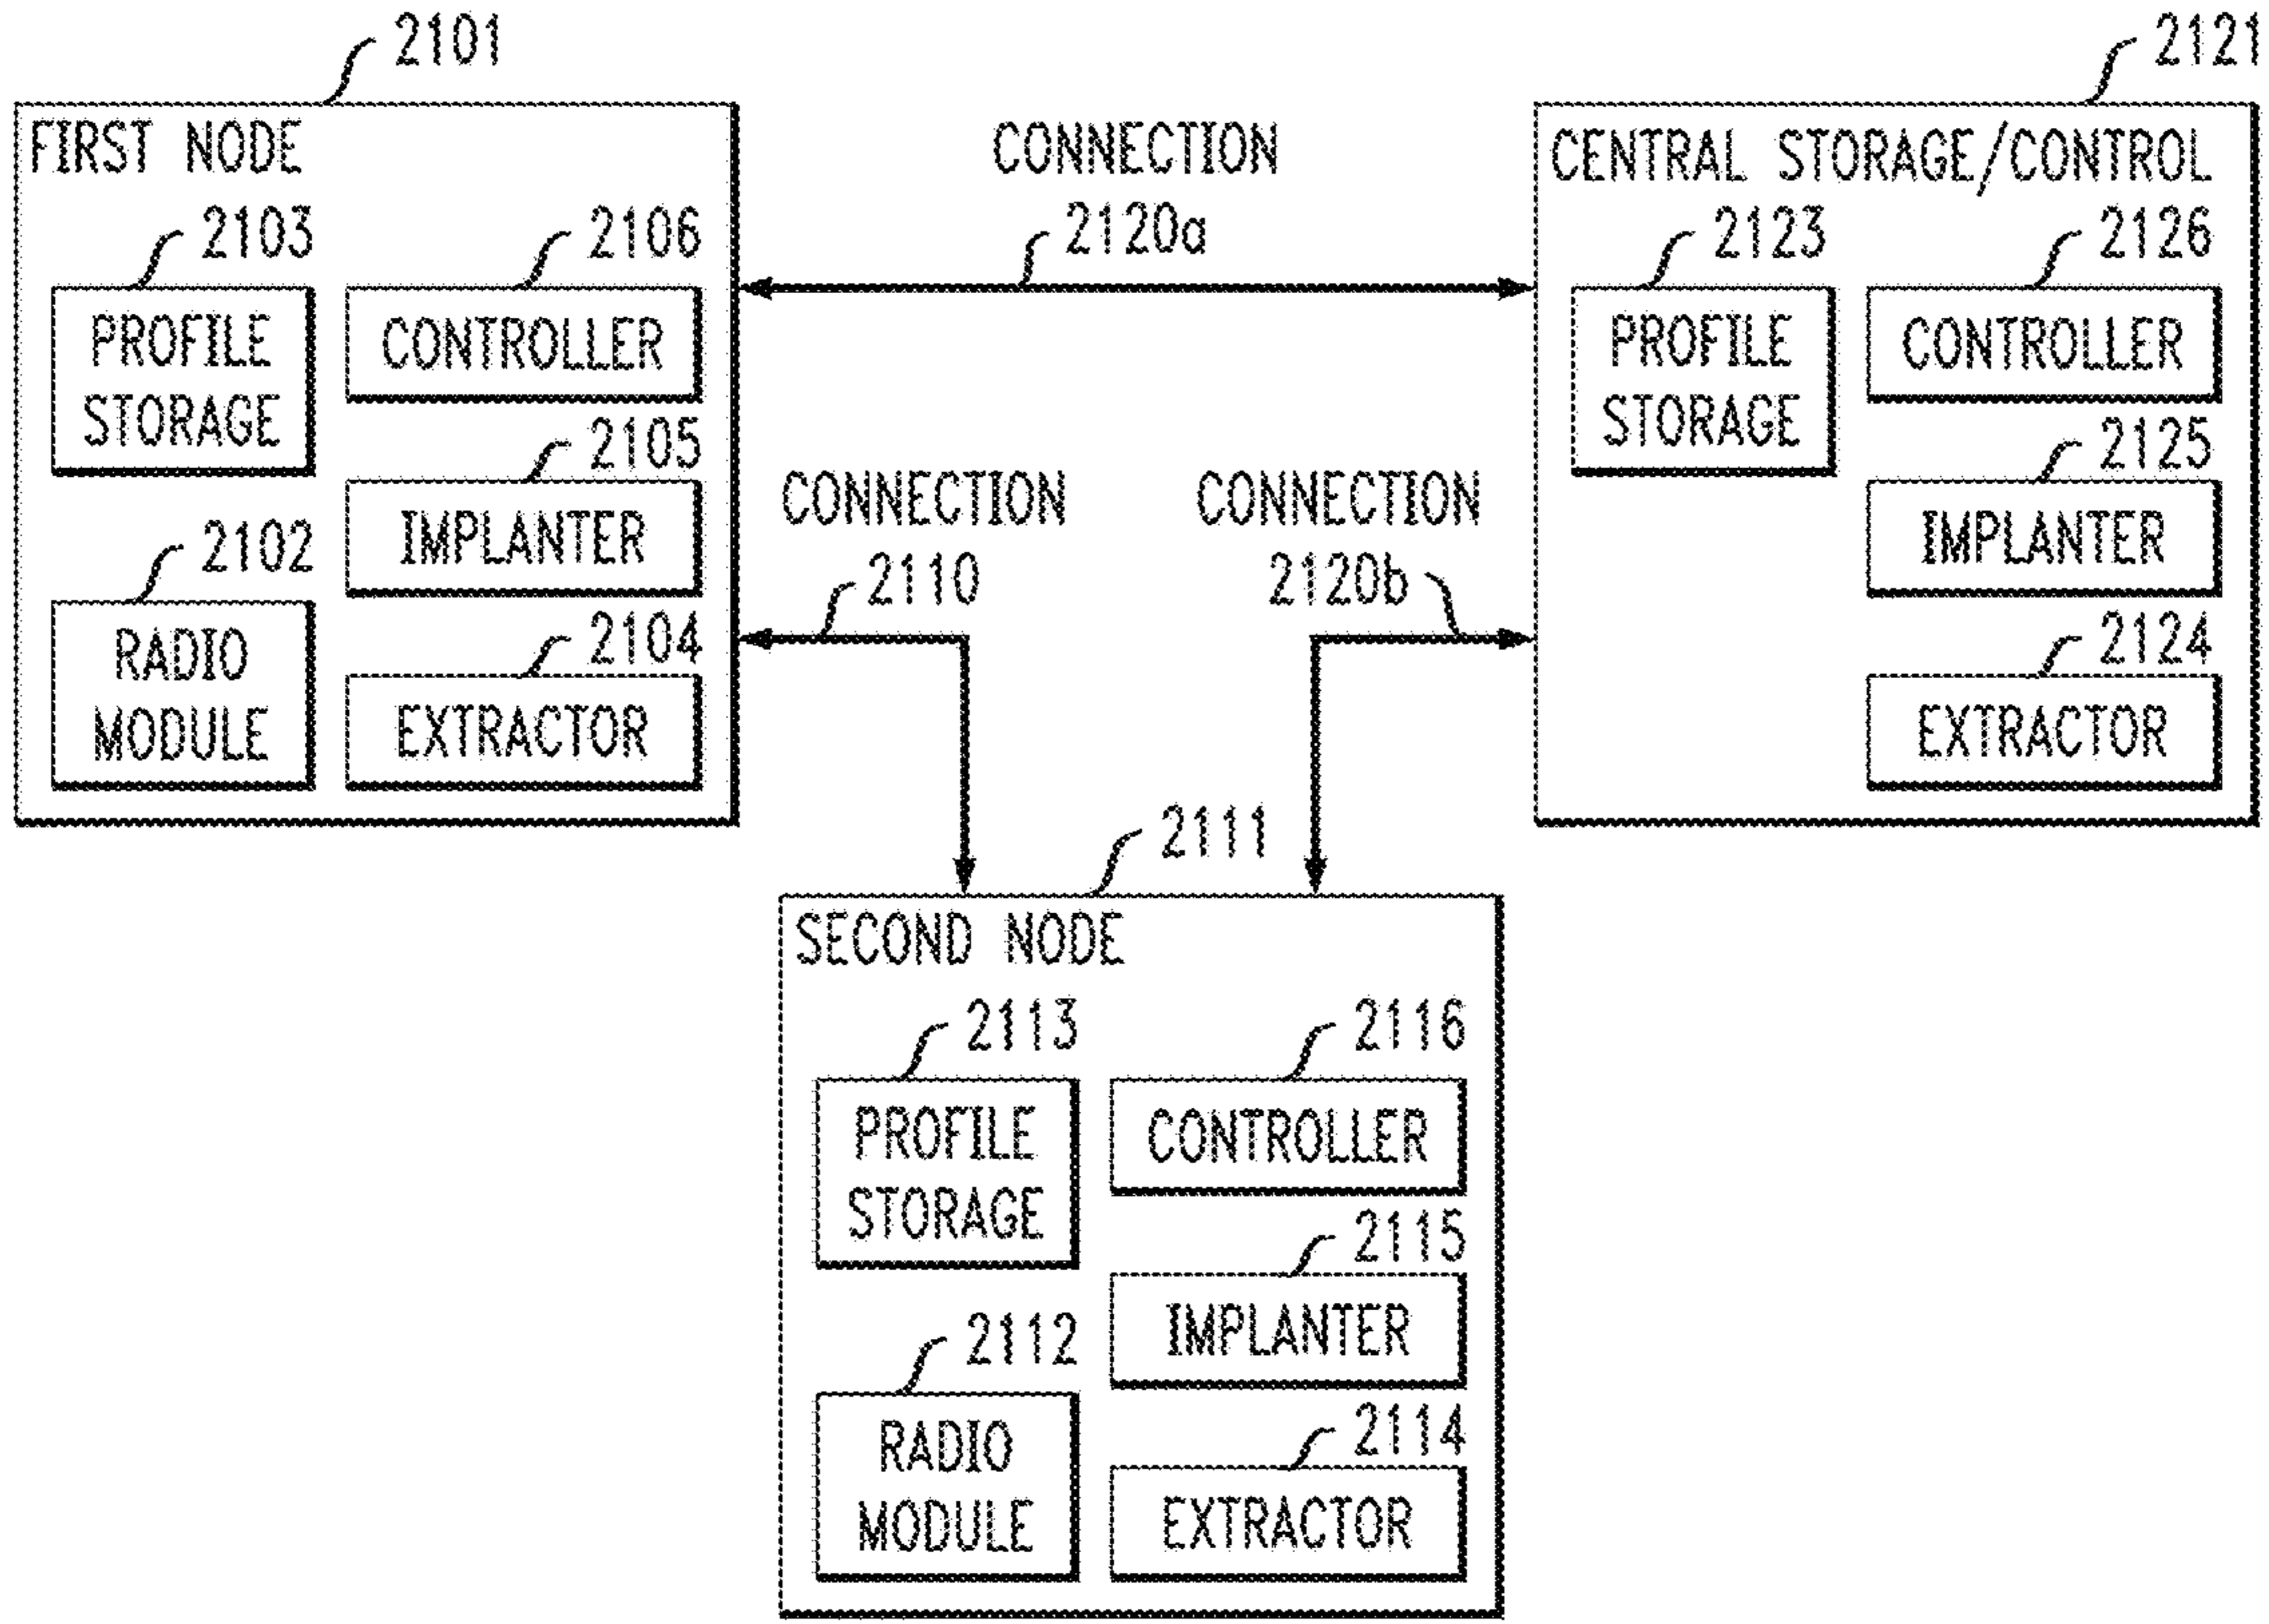 2101
FIRST NODE
2103
PROFILE
STORAGE
2106
CONTROLLER
2105
IMPLANTER
2102
RADIO
MODULE
2104
EXTRACTOR
CONNECTION
2120a
CONNECTION
2110
CONNECTION
2120b
2121
CENTRAL STORAGE/CONTROL
2123
PROFILE
STORAGE
2126
CONTROLLER
2125
IMPLANTER
2124
EXTRACTOR
2111
SECOND NODE
2113
PROFILE
STORAGE
2116
CONTROLLER
2115
IMPLANTER
2112
RADIO
MODULE
2114
EXTRACTOR